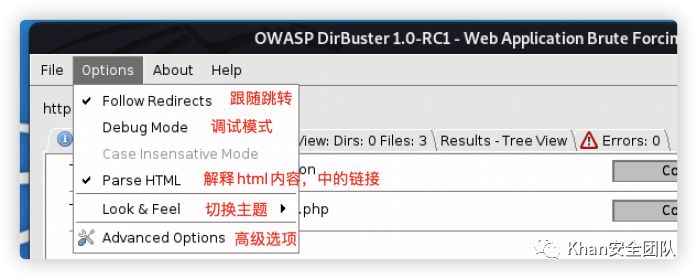 OWASP DirBuster 1.0-RC1 - Web Application Brute Forcin
File Options About Help
Follow Redirects 跟随跳转
http
Debug Mode 调试模式
Case Insensative Mode
iew: Dirs: 0 Files: 3 Results - Tree View Errors: 0
Parse HTML 解释html内容，中的链接
on Co
Look & Feel 切换主题
.php Co
Advanced Options 高级选项
Khan安全团队